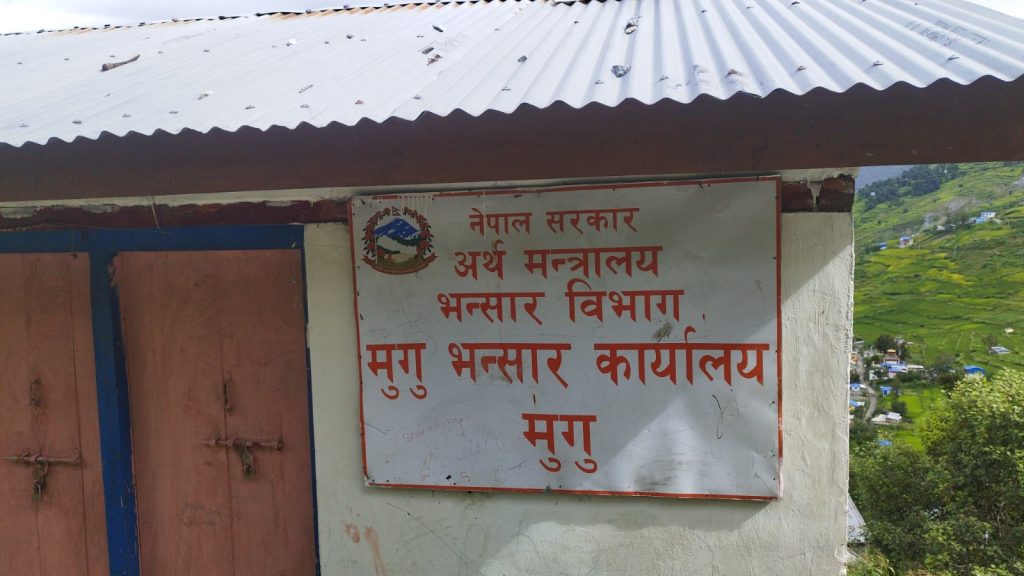 नेपाल सरकार
अर्थ मन्त्रालय
भन्सार विभाग
मुगु भन्सार कार्यालय
मुगु